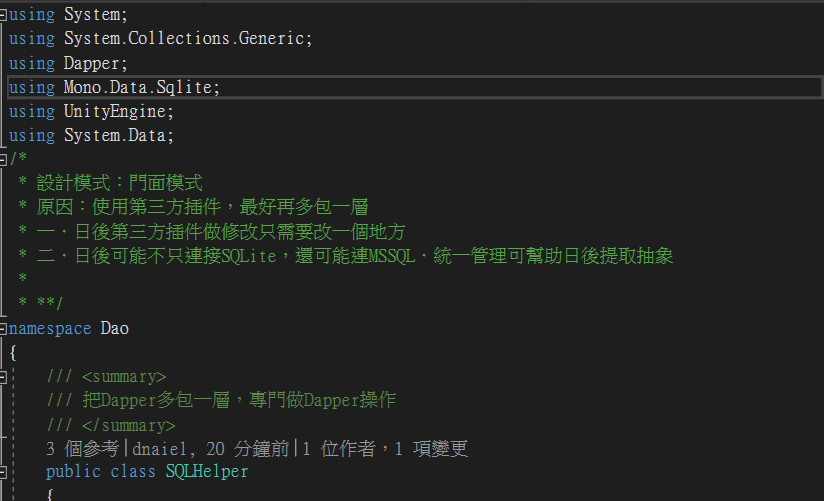 using System;
using System.Collections.Generic;
using Dapper;
using Mono.Data.Sqlite;
using UnityEngine;
using System.Data;
/*
 * 設計模式：門面模式
 * 原因：使用第三方插件，最好再多包一層
 * 一．日後第三方插件做修改只需要改一個地方
 * 二．日後可能不只連接SQLite，還可能連MSSQL．統一管理可幫助日後提取抽象
 *
 * **/
namespace Dao
{
    /// <summary>
    /// 把Dapper多包一層，專門做Dapper操作
    /// </summary>
    3 個參考|dnaiel, 20 分鐘前|1 位作者，1 項變更
    public class SQLHelper
    {